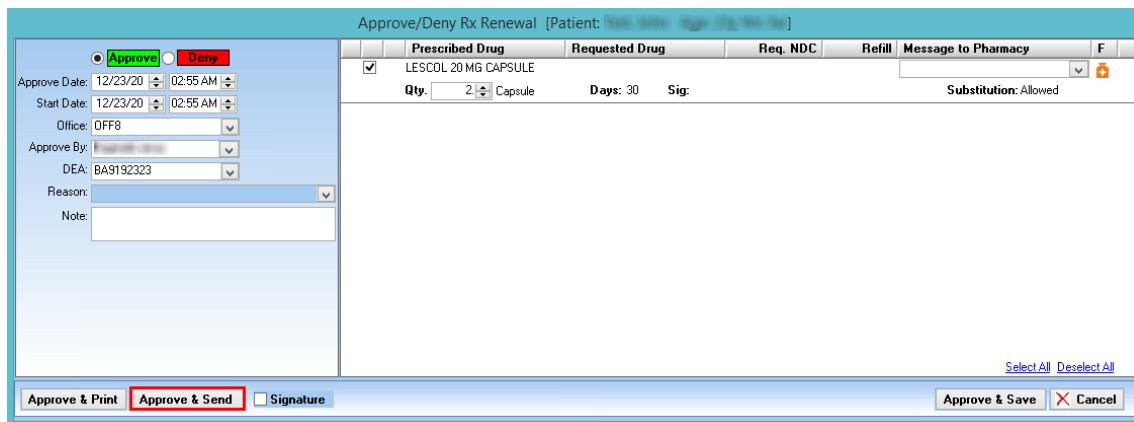 Approve/Deny Rx Renewal [Patient: ]
Approve Deny
Approve Date: 12/23/20 02:55 AM
Start Date: 12/23/20 02:55 AM
Office: OFF8
Approve By:
DEA: BA9192323
Reason:
Note:
Prescribed Drug Requested Drug Req. NDC Refill Message to Pharmacy F
LESCOL 20 MG CAPSULE
Qty. 2. Capsule Days: 30 Sig: Substitution: Allowed
Select All Deselect All
Approve & Print Approve & Send Signature Approve & Save Cancel